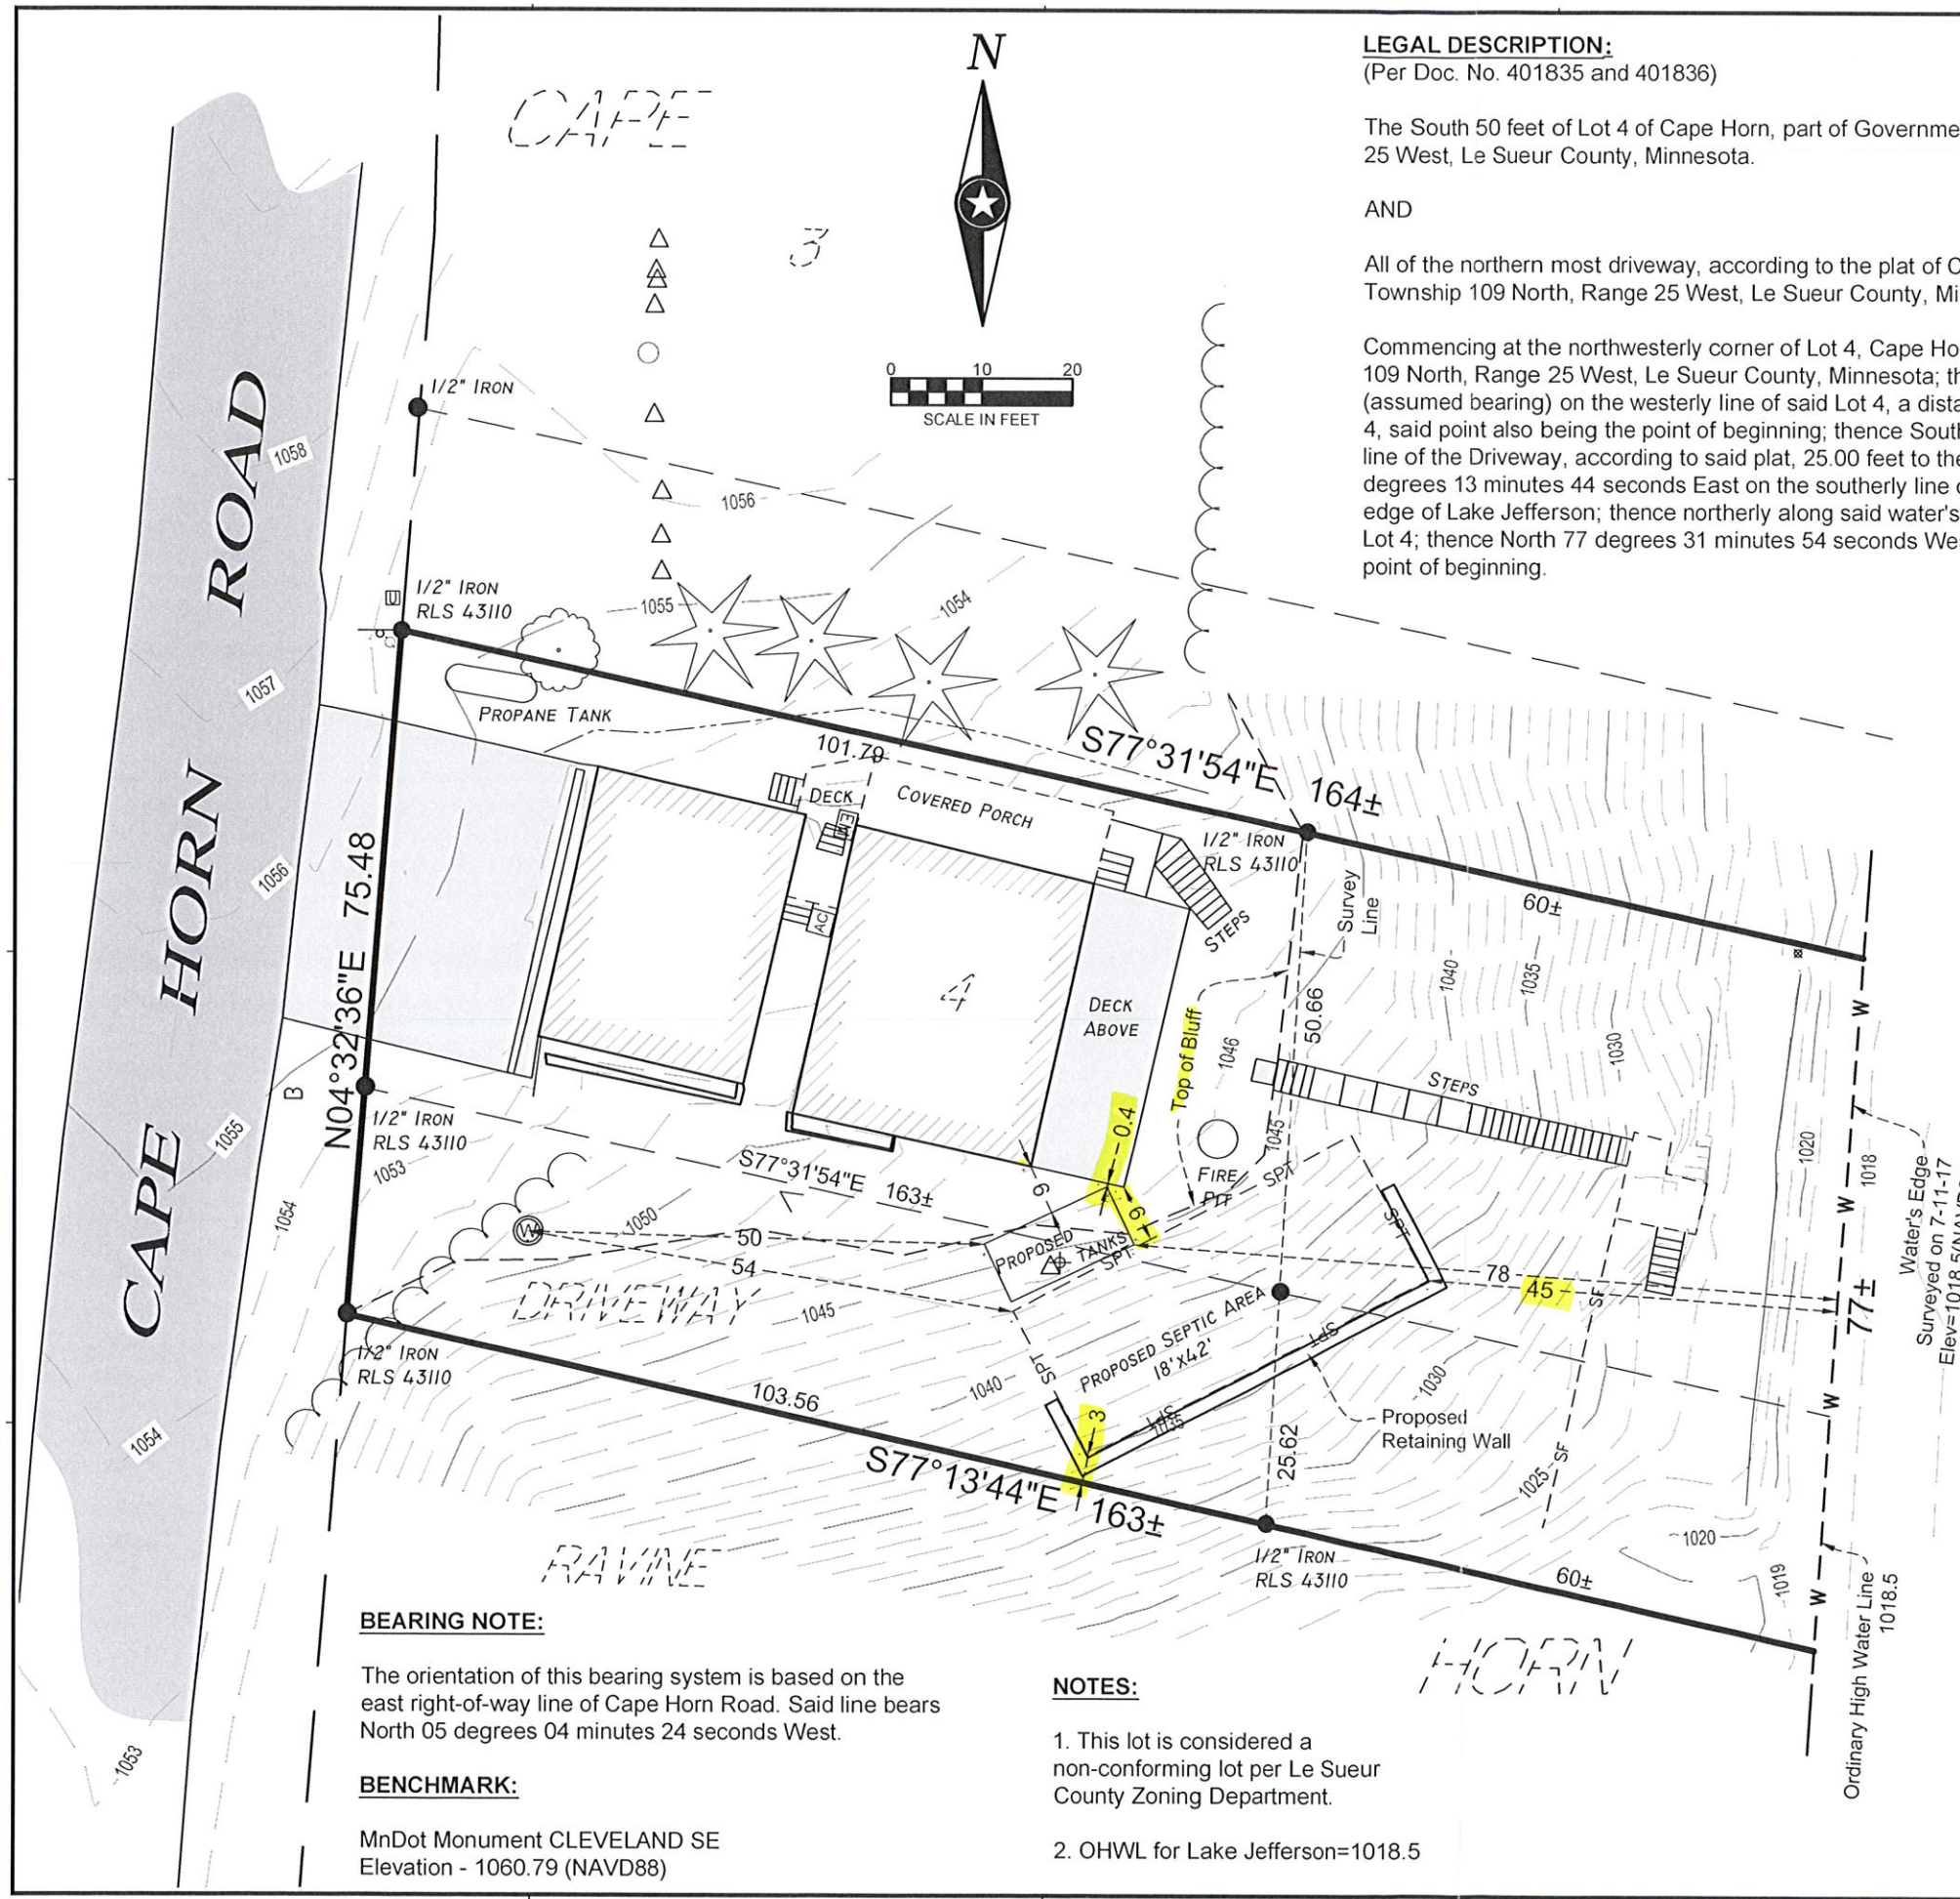 N
CAPE
3
0 10 20
SCALE IN FEET
LEGAL DESCRIPTION:
(Per Doc. No. 401835 and 401836)
The South 50 feet of Lot 4 of Cape Horn, part of Governme
25 West, Le Sueur County, Minnesota.
AND
All of the northern most driveway, according to the plat of C
Township 109 North, Range 25 West, Le Sueur County, Mi
Commencing at the northwesterly corner of Lot 4, Cape Ho
109 North, Range 25 West, Le Sueur County, Minnesota; th
(assumed bearing) on the westerly line of said Lot 4, a dista
4, said point also being the point of beginning; thence Sout
line of the Driveway, according to said plat, 25.00 feet to the
degrees 13 minutes 44 seconds East on the southerly line o
edge of Lake Jefferson; thence northerly along said water's
Lot 4; thence North 77 degrees 31 minutes 54 seconds We
point of beginning.
CAPE HORN ROAD
1058
1057
1056
1055
1054
1053
1/2" IRON
1/2" IRON
RLS 43110
U
1056
1055
1054
PROPANE TANK
101.79
S77°31'54"E 164±
DECK
COVERED PORCH
EM
AC
1/2" IRON
RLS 43110
STEPS
Survey
Line
60±
N04°32'36"E 75.48
4
DECK
ABOVE
Top of Bluff
1046
50.66
1040
1035
1030
STEPS
1045
0.4
FIRE
PIT
SPT
W
W
1020
1018
Water's Edge
Surveyed on 7-11-17
B
1/2" IRON
RLS 43110
1053
1054
S77°31'54"E 163±
6
6
1050
W
50
54
PROPOSED
TANKS
SPT
SPT
78
45
W
77±
SF
DRIVEWAY
1045
PROPOSED SEPTIC AREA
18'X42'
SPT
SPT
1/2" IRON
RLS 43110
103.56
1040
3
SPT
1035
1030
Proposed
Retaining Wall
W
25.62
S77°13'44"E 163±
SF
1025
1020
1019
W
Ordinary High Water Line
1018.5
1/2" IRON
RLS 43110
60±
RAVINE
HORN
BEARING NOTE:
The orientation of this bearing system is based on the
east right-of-way line of Cape Horn Road. Said line bears
North 05 degrees 04 minutes 24 seconds West.
BENCHMARK:
MnDot Monument CLEVELAND SE
Elevation - 1060.79 (NAVD88)
NOTES:
1. This lot is considered a
non-conforming lot per Le Sueur
County Zoning Department.
2. OHWL for Lake Jefferson=1018.5